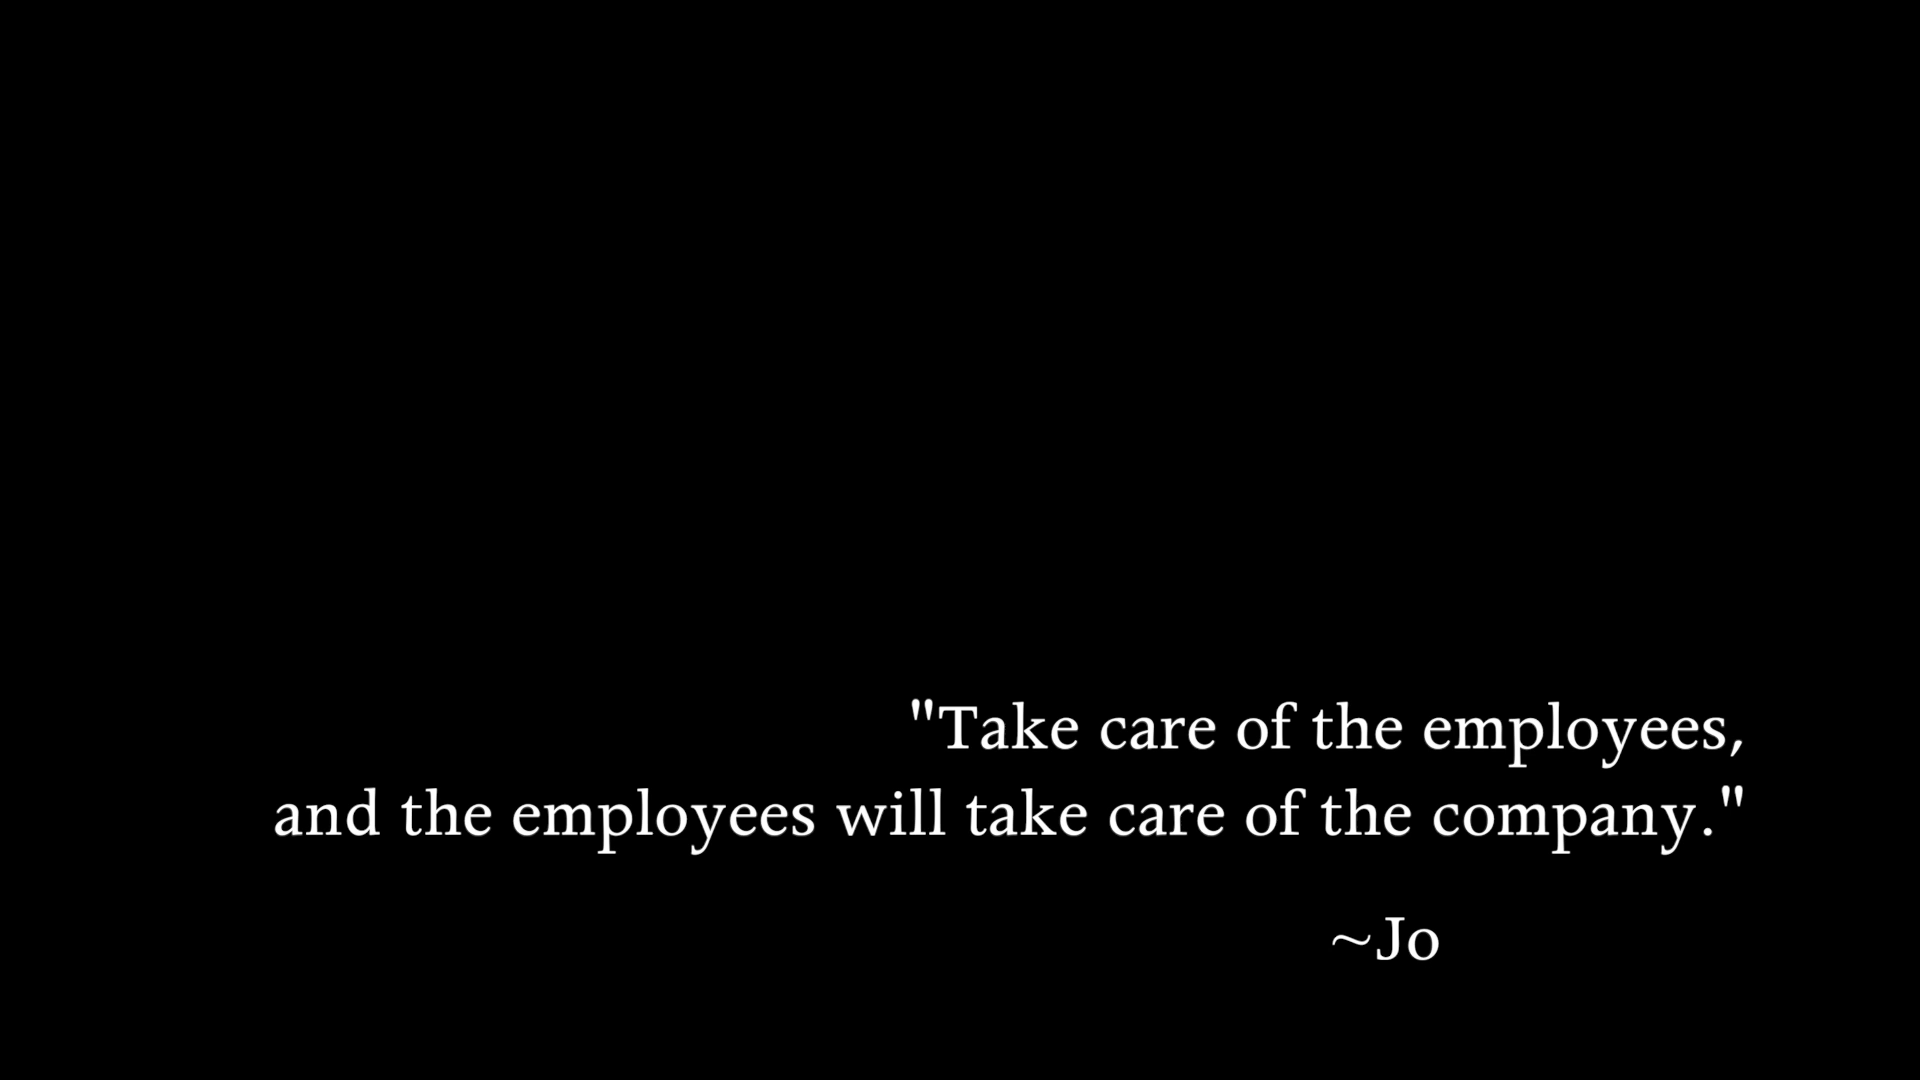 "Take care of the employees,
and the employees will take care of the company."
~Jo